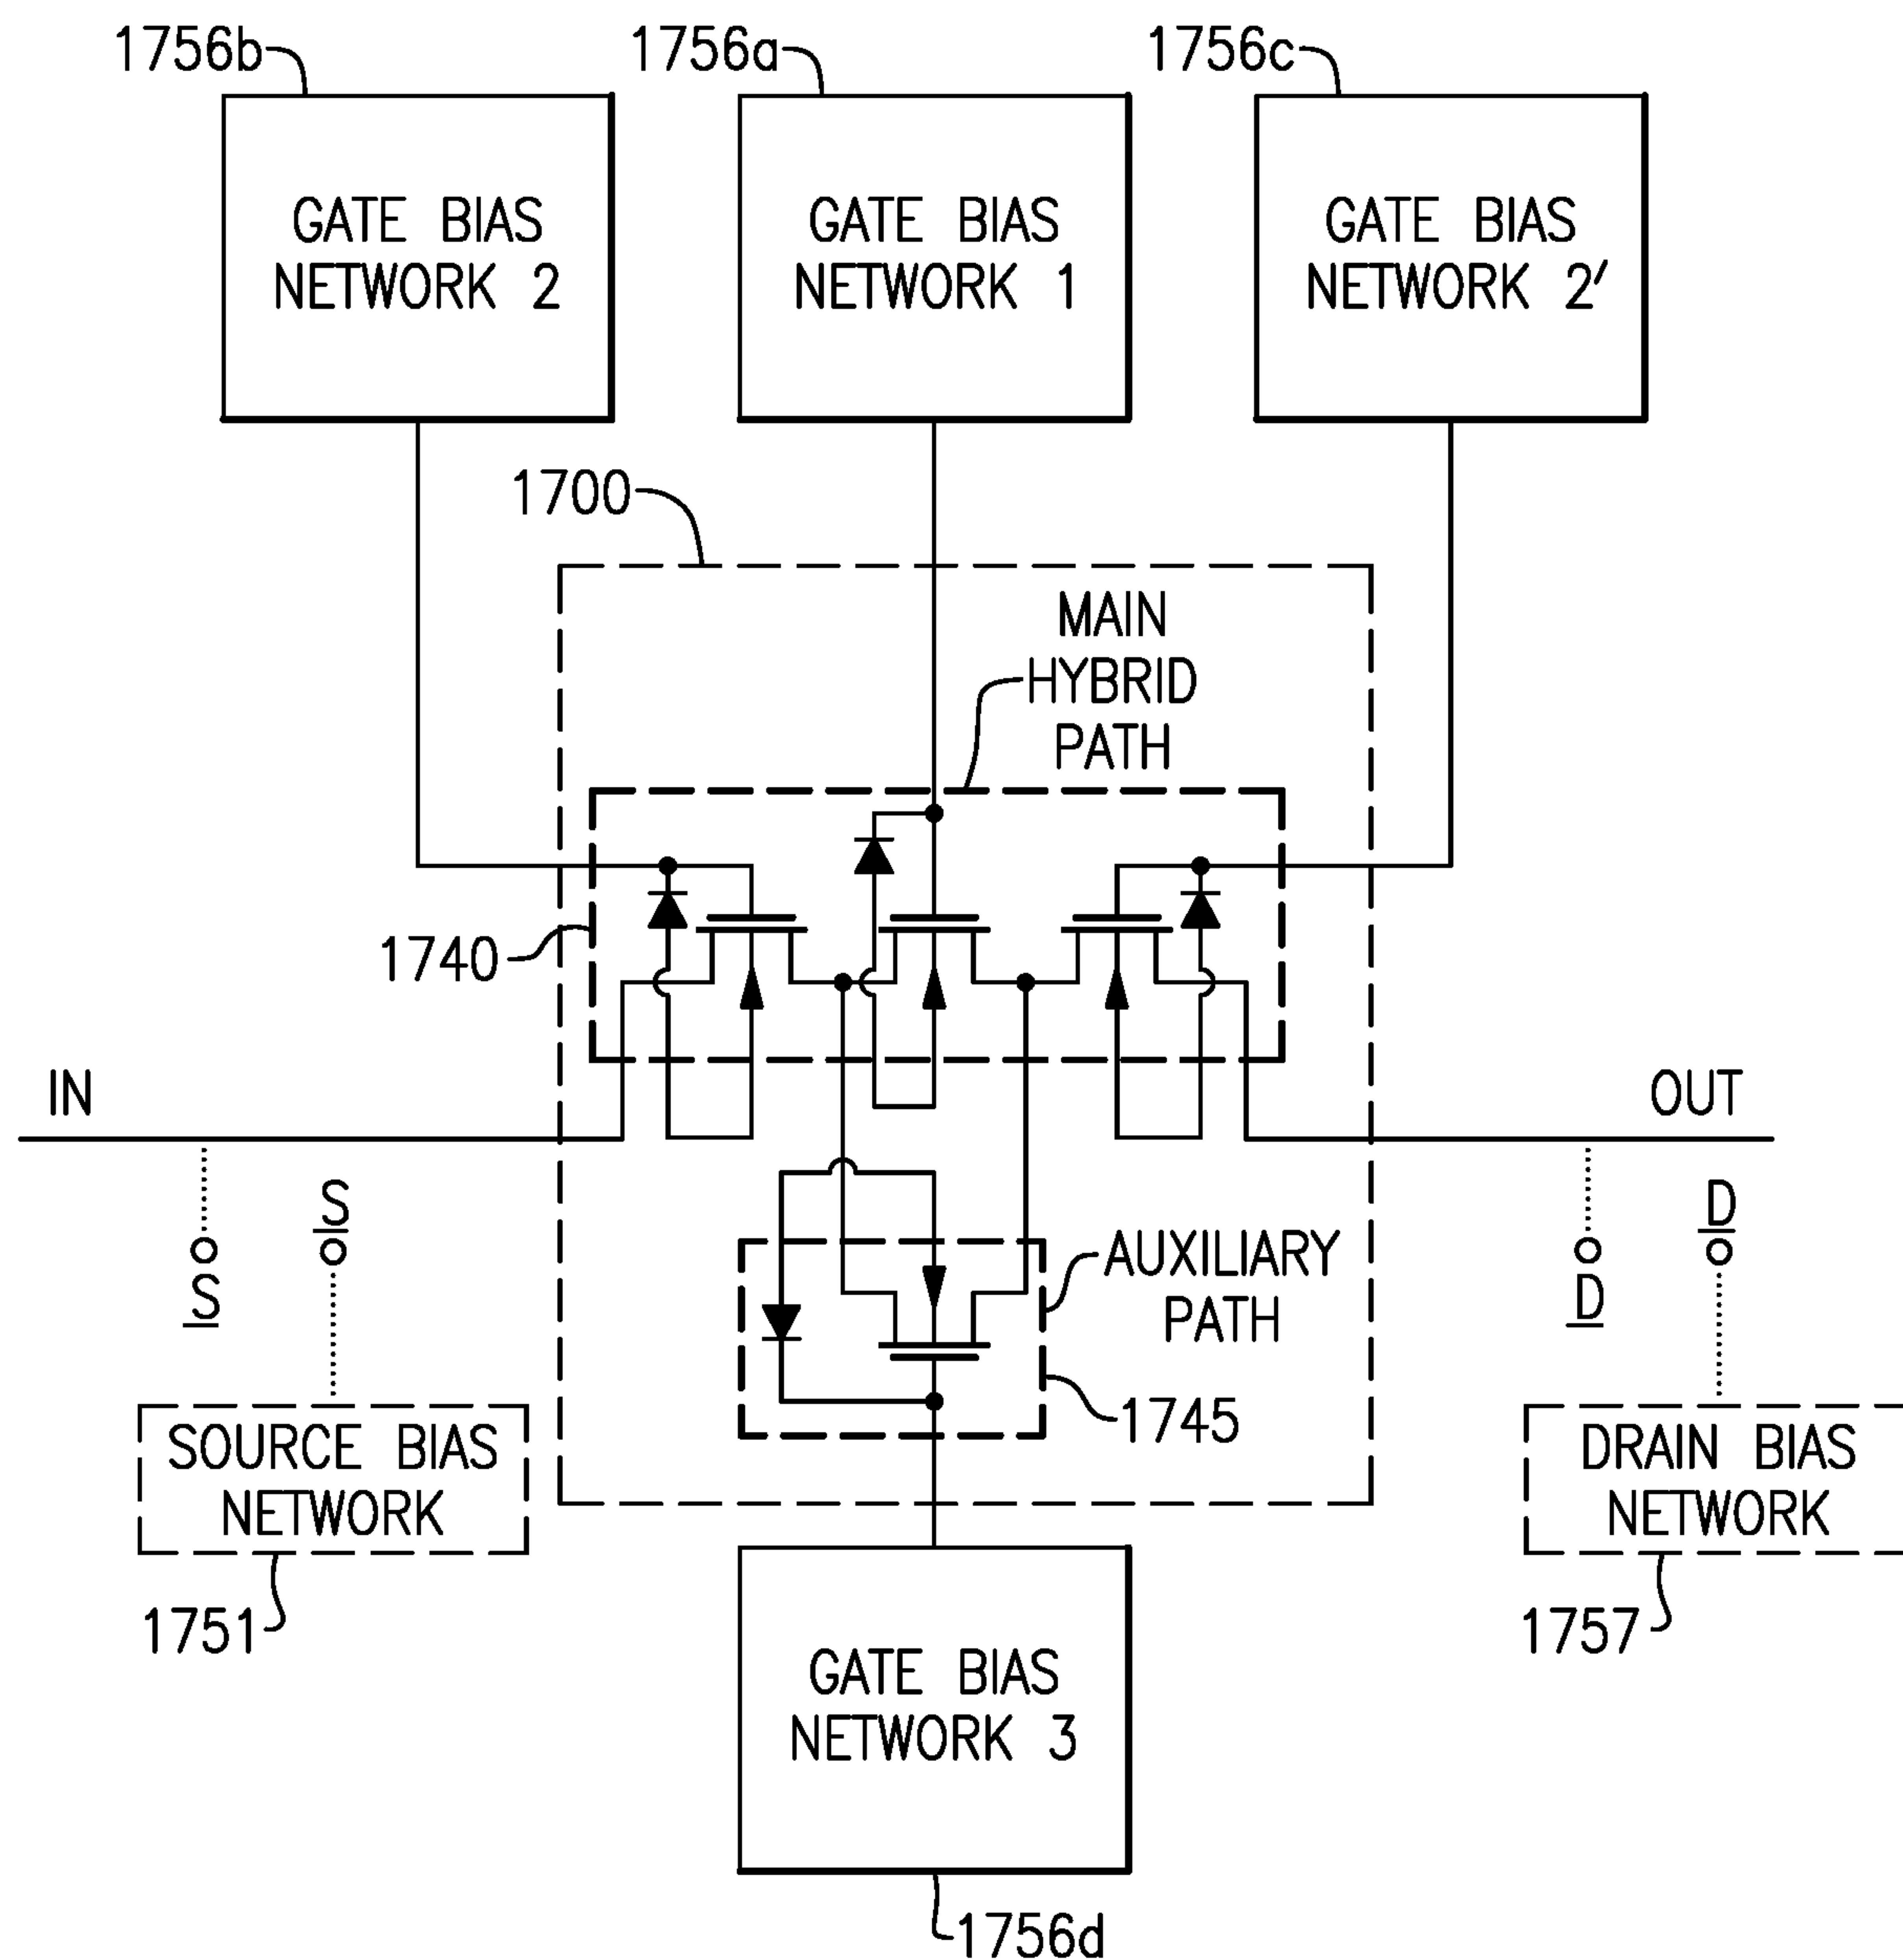 1756b
1756a
1756c
GATE BIAS
NETWORK 2
GATE BIAS
NETWORK 1
GATE BIAS
NETWORK 2'
1700
MAIN
HYBRID
PATH
1740
IN
OUT
S
S
D
D
AUXILIARY
PATH
1745
SOURCE BIAS
NETWORK
DRAIN BIAS
NETWORK
1751
1757
GATE BIAS
NETWORK 3
1756d